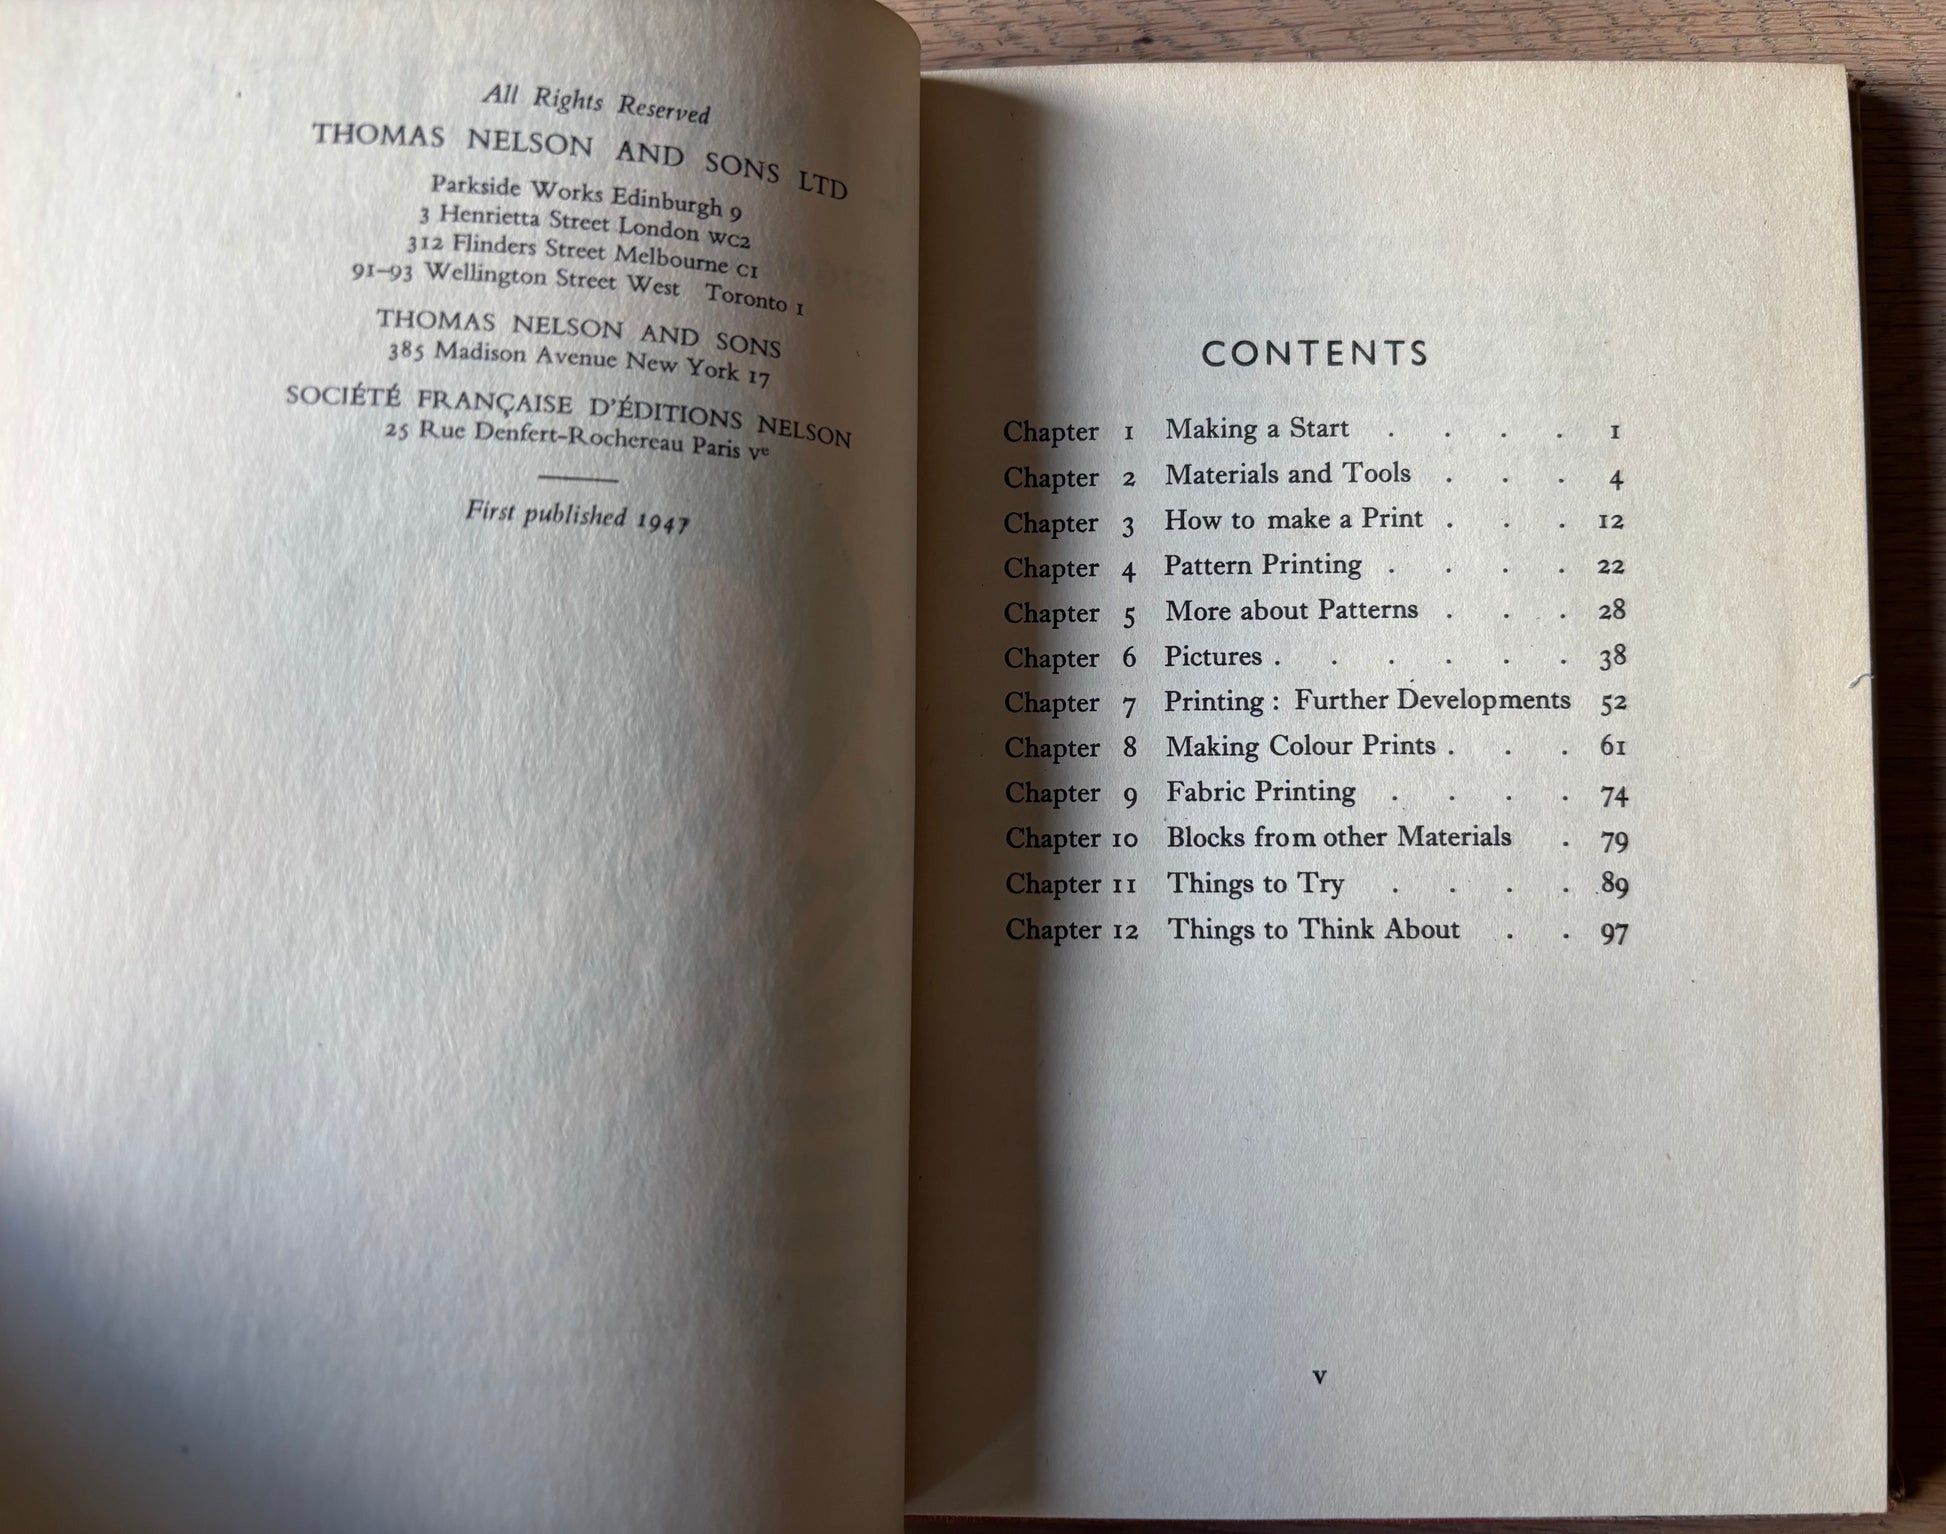 All Rights Reserved
THOMAS NELSON AND SONS LTD
Parkside Works Edinburgh 9
3 Henrietta Street London WC2
312 Flinders Street Melbourne C1
91–93 Wellington Street West Toronto 1
THOMAS NELSON AND SONS
385 Madison Avenue New York 17
SOCIÉTÉ FRANÇAISE D'ÉDITIONS NELSON
25 Rue Denfert-Rochereau Paris Ve
First published 1947
CONTENTS
Chapter 1 Making a Start . . . . 1
Chapter 2 Materials and Tools . . . 4
Chapter 3 How to make a Print . . . 12
Chapter 4 Pattern Printing . . . . 22
Chapter 5 More about Patterns . . . 28
Chapter 6 Pictures . . . . . . 38
Chapter 7 Printing : Further Developments 52
Chapter 8 Making Colour Prints . . . 61
Chapter 9 Fabric Printing . . . . 74
Chapter 10 Blocks from other Materials . 79
Chapter 11 Things to Try . . . . 89
Chapter 12 Things to Think About . . 97
v